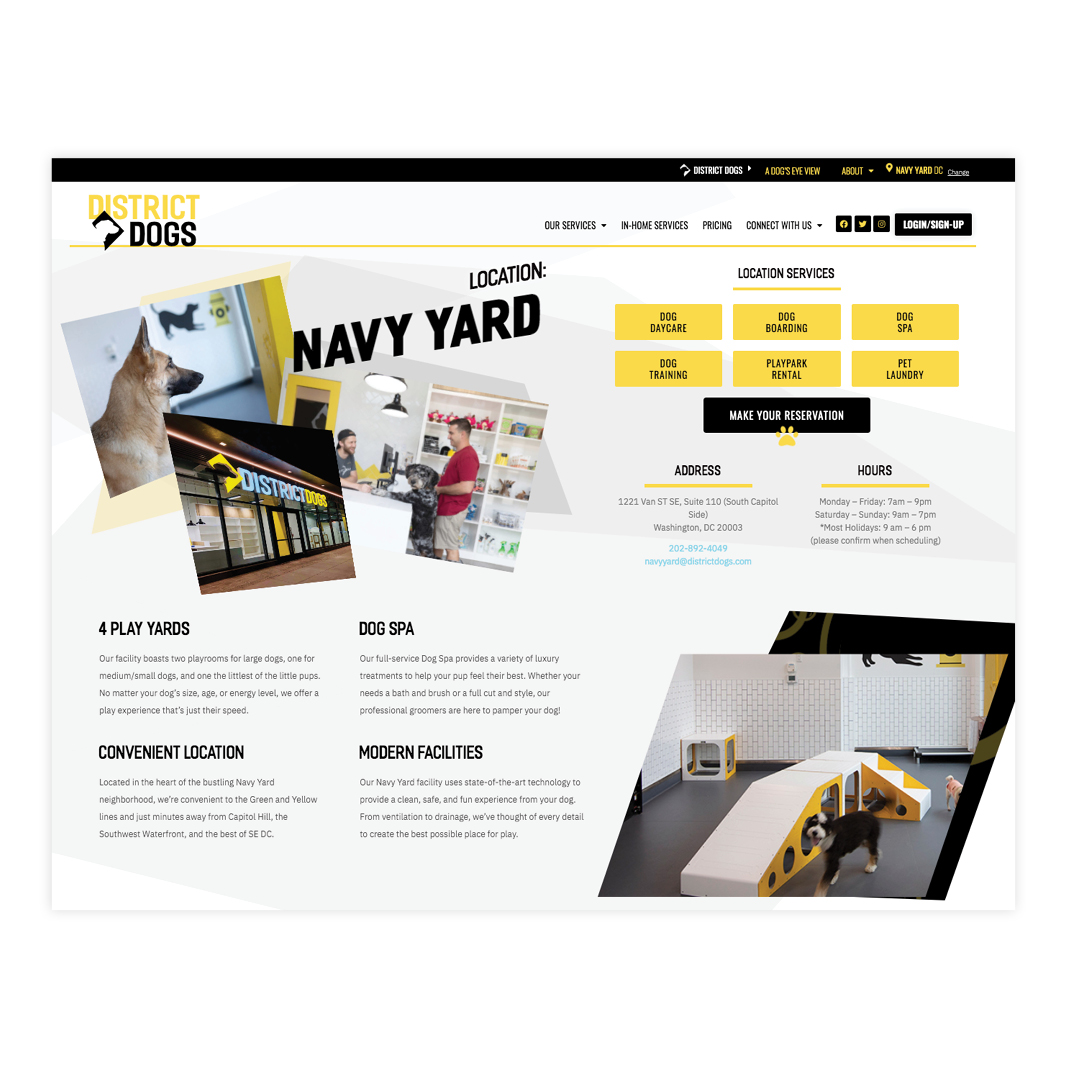 DISTRICT DOGS
A DOG'S EYE VIEW
ABOUT
NAVY YARD DC Change
DISTRICT
DOGS
OUR SERVICES
IN-HOME SERVICES
PRICING
CONNECT WITH US
LOGIN/SIGN-UP
LOCATION:
NAVY YARD
DISTRICTDOGS
LOCATION SERVICES
DOG
DAYCARE
DOG
BOARDING
DOG
SPA
DOG
TRAINING
PLAYPARK
RENTAL
PET
LAUNDRY
MAKE YOUR RESERVATION
ADDRESS
1221 Van ST SE, Suite 110 (South Capitol
Side)
Washington, DC 20003
202-892-4049
navyyard@districtdogs.com
HOURS
Monday – Friday: 7am – 9pm
Saturday – Sunday: 9am – 7pm
*Most Holidays: 9 am – 6 pm
(please confirm when scheduling)
4 PLAY YARDS
Our facility boasts two playrooms for large dogs, one for
medium/small dogs, and one the littlest of the little pups.
No matter your dog's size, age, or energy level, we offer a
play experience that's just their speed.
DOG SPA
Our full-service Dog Spa provides a variety of luxury
treatments to help your pup feel their best. Whether your
needs a bath and brush or a full cut and style, our
professional groomers are here to pamper your dog!
CONVENIENT LOCATION
Located in the heart of the bustling Navy Yard
neighborhood, we're convenient to the Green and Yellow
lines and just minutes away from Capitol Hill, the
Southwest Waterfront, and the best of SE DC.
MODERN FACILITIES
Our Navy Yard facility uses state-of-the-art technology to
provide a clean, safe, and fun experience from your dog.
From ventilation to drainage, we've thought of every detail
to create the best possible place for play.